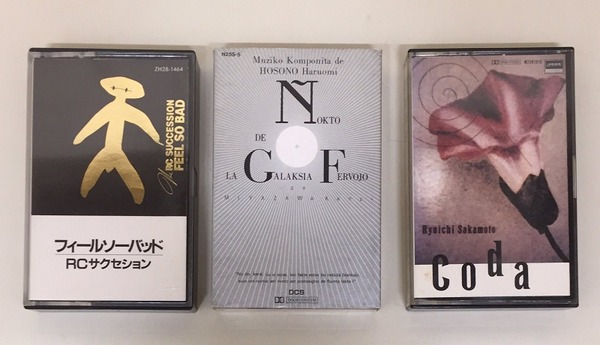 ZH28-1464
RC SUCCESSION
FEEL SO BAD
フィールソーバッド
RCサクセション
N25S-5
Muziko Komponita de
HOSONO Haruomi
ÑOKTO
DE
LA GALAKSIA FERVOJO
de
MIYAZAWA
DCS
Ryuichi Sakamoto
Coda